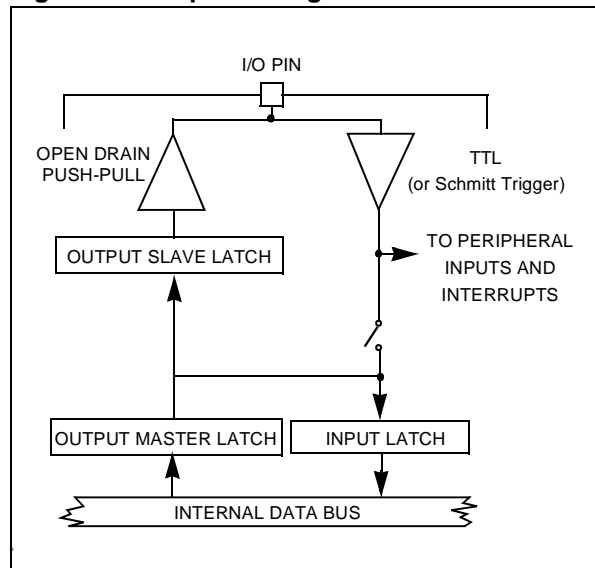 I/O PIN
OPEN DRAIN
PUSH-PULL
TTL
(or Schmitt Trigger)
OUTPUT SLAVE LATCH
TO PERIPHERAL
INPUTS AND
INTERRUPTS
OUTPUT MASTER LATCH
INPUT LATCH
INTERNAL DATA BUS